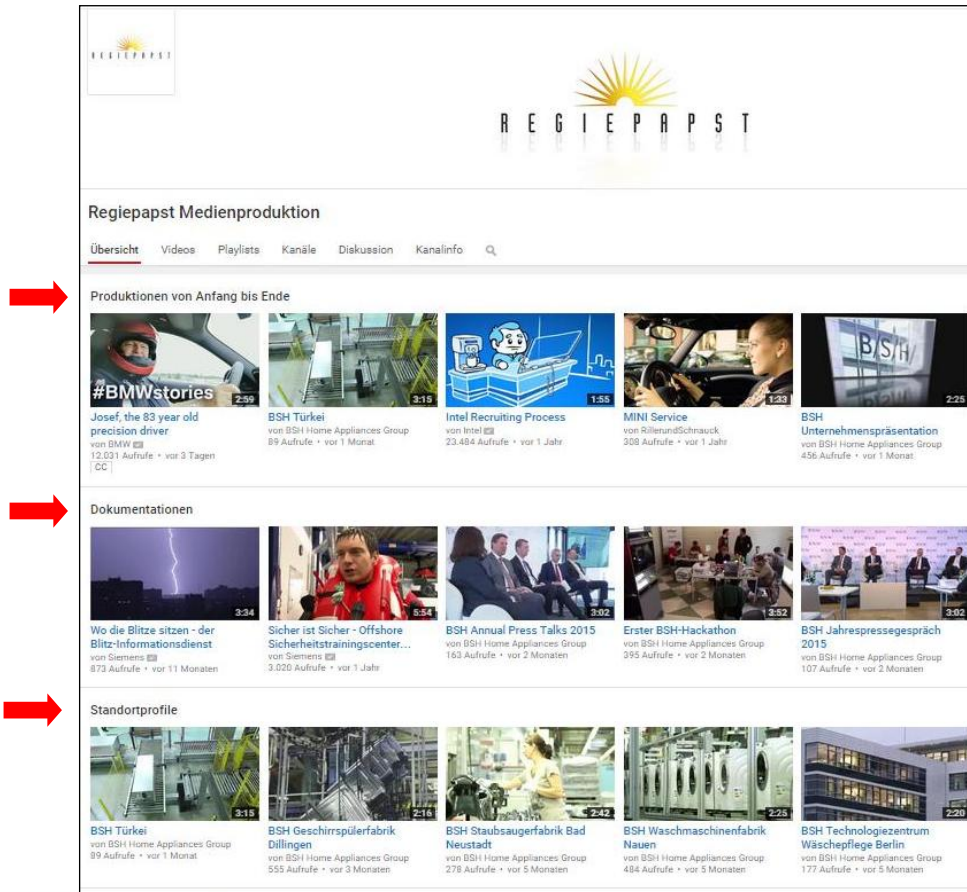 REGIEPAPST
REGIEPAPST
Regiepapst Medienproduktion
Übersicht Videos Playlists Kanäle Diskussion Kanalinfo
Produktionen von Anfang bis Ende
#BMWstories
2:59
3:15
1:55
1:33
B/S/H/
2:25
Josef, the 83 year old
precision driver
von BMW
12.031 Aufrufe • vor 3 Tagen
CC
BSH Türkei
von BSH Home Appliances Group
89 Aufrufe • vor 1 Monat
Intel Recruiting Process
von Intel
23.484 Aufrufe • vor 1 Jahr
MINI Service
von RillerundSchnauck
308 Aufrufe • vor 1 Jahr
BSH
Unternehmenspräsentation
von BSH Home Appliances Group
456 Aufrufe • vor 1 Monat
Dokumentationen
3:34
5:54
3:02
3:52
3:02
Wo die Blitze sitzen - der
Blitz-Informationsdienst
von Siemens
873 Aufrufe • vor 11 Monaten
Sicher ist Sicher - Offshore
Sicherheitstrainingscenter...
von Siemens
3.020 Aufrufe • vor 1 Jahr
BSH Annual Press Talks 2015
von BSH Home Appliances Group
163 Aufrufe • vor 2 Monaten
Erster BSH-Hackathon
von BSH Home Appliances Group
395 Aufrufe • vor 2 Monaten
BSH Jahrespressegespräch
2015
von BSH Home Appliances Group
107 Aufrufe • vor 2 Monaten
Standortprofile
3:15
2:16
2:42
2:25
2:20
BSH Türkei
von BSH Home Appliances Group
89 Aufrufe • vor 1 Monat
BSH Geschirrspülerfabrik
Dillingen
von BSH Home Appliances Group
555 Aufrufe • vor 3 Monaten
BSH Staubsaugerfabrik Bad
Neustadt
von BSH Home Appliances Group
278 Aufrufe • vor 5 Monaten
BSH Waschmaschinenfabrik
Nauen
von BSH Home Appliances Group
484 Aufrufe • vor 5 Monaten
BSH Technologiezentrum
Wäschepflege Berlin
von BSH Home Appliances Group
177 Aufrufe • vor 5 Monaten